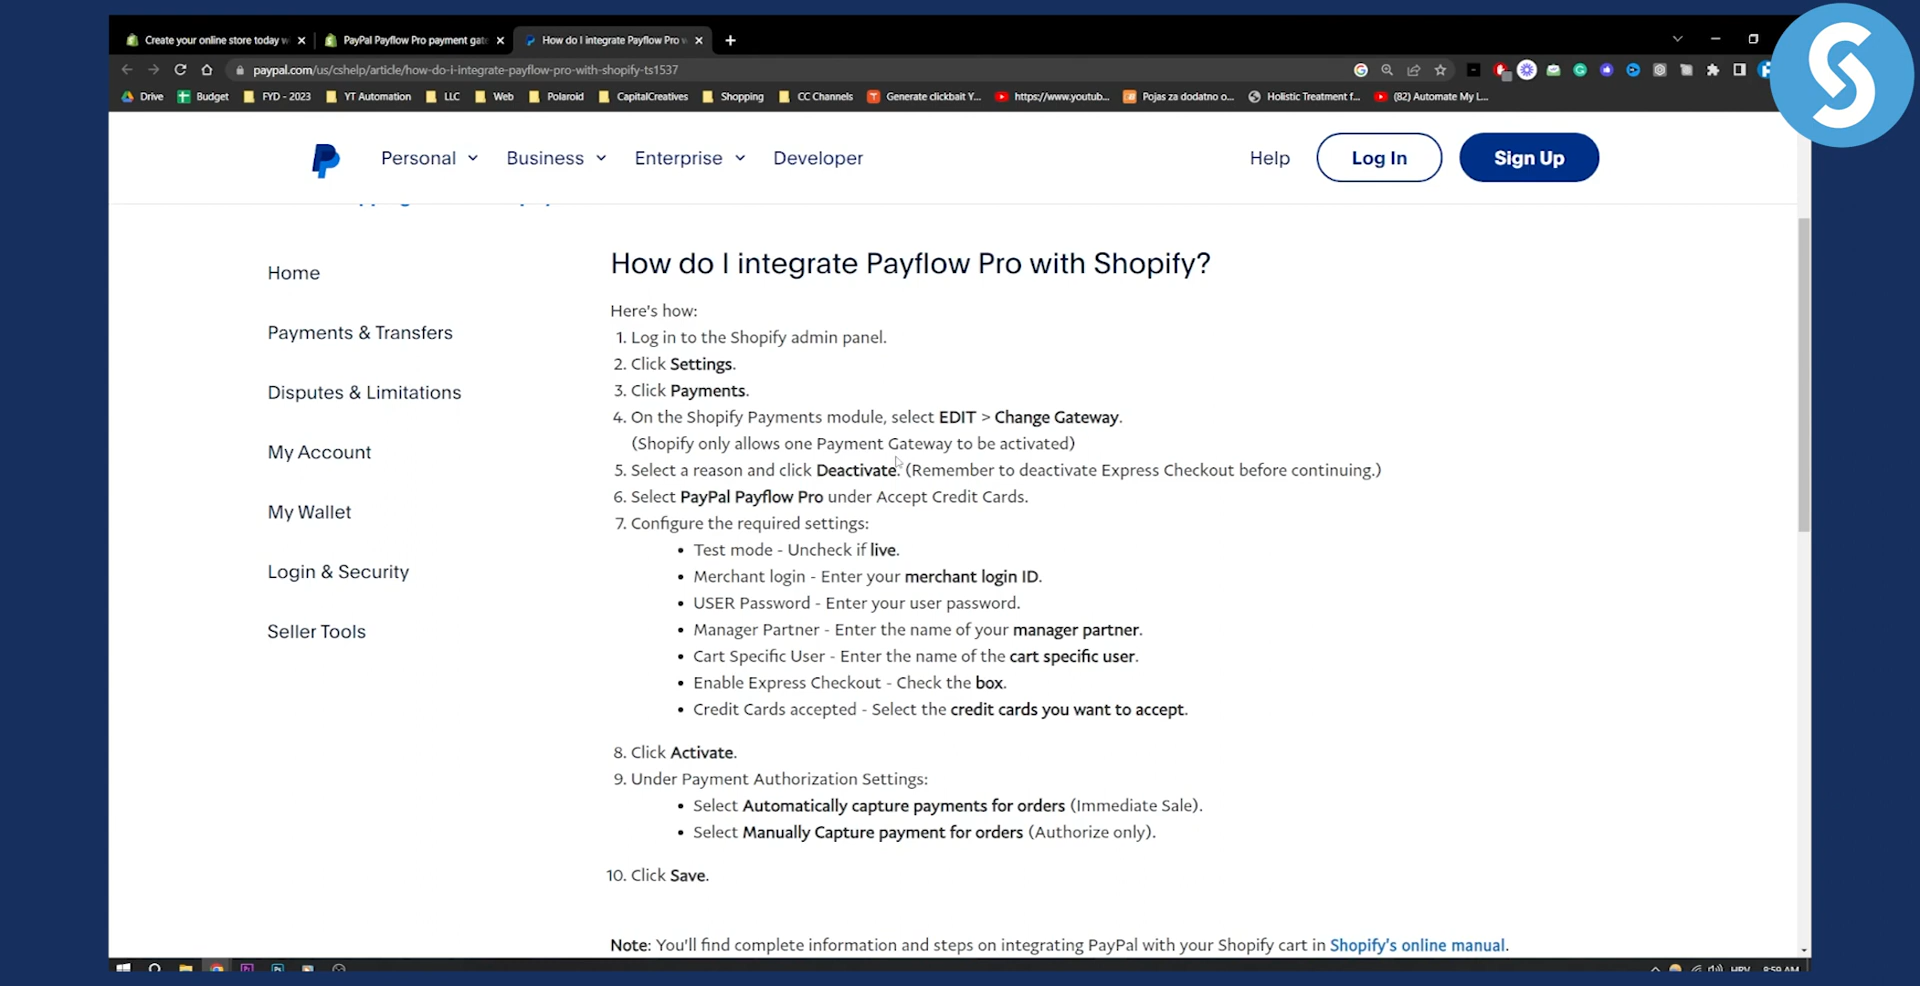 Create your online store today w
PayPal Payflow Pro payment gat
How do I integrate Payflow Pro w
paypal.com/us/cshelp/article/how-do-i-integrate-payflow-pro-with-shopify-ts1537
Drive
Budget
FYD - 2023
YT Automation
LLC
Web
Polaroid
CapitalCreatives
Shopping
CC Channels
Generate clickbait Y...
https://www.youtub...
Pojas za dodatno o...
Holistic Treatment f...
(82) Automate My L...
Personal
Business
Enterprise
Developer
Help
Log In
Sign Up
Home
Payments & Transfers
Disputes & Limitations
My Account
My Wallet
Login & Security
Seller Tools
How do I integrate Payflow Pro with Shopify?
Here's how:
1. Log in to the Shopify admin panel.
2. Click Settings.
3. Click Payments.
4. On the Shopify Payments module, select EDIT > Change Gateway.
(Shopify only allows one Payment Gateway to be activated)
5. Select a reason and click Deactivate. (Remember to deactivate Express Checkout before continuing.)
6. Select PayPal Payflow Pro under Accept Credit Cards.
7. Configure the required settings:
• Test mode - Uncheck if live.
• Merchant login - Enter your merchant login ID.
• USER Password - Enter your user password.
• Manager Partner - Enter the name of your manager partner.
• Cart Specific User - Enter the name of the cart specific user.
• Enable Express Checkout - Check the box.
• Credit Cards accepted - Select the credit cards you want to accept.
8. Click Activate.
9. Under Payment Authorization Settings:
• Select Automatically capture payments for orders (Immediate Sale).
• Select Manually Capture payment for orders (Authorize only).
10. Click Save.
Note: You'll find complete information and steps on integrating PayPal with your Shopify cart in Shopify's online manual.
HRV
8:59 AM